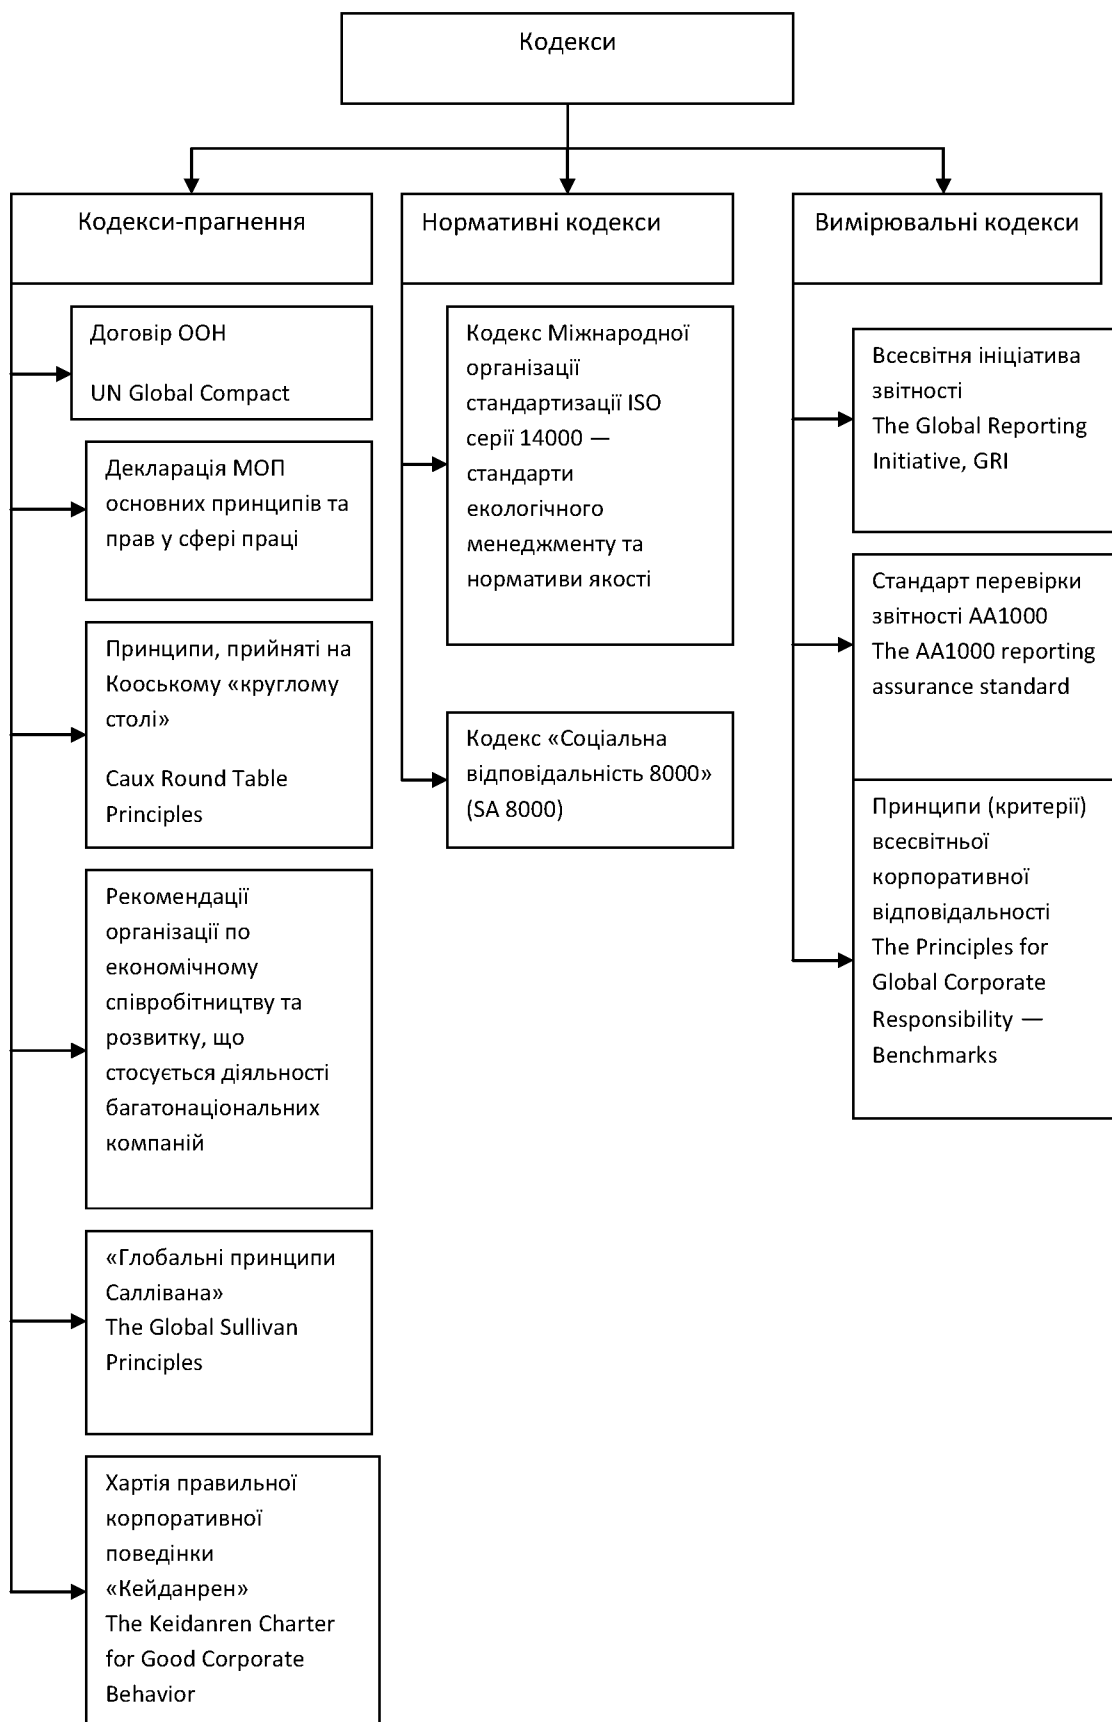 Кодекси
Кодекси-прагнення
Договір ООН
UN Global Compact
Декларація МОП
основних принципів та
прав у сфері праці
Принципи, прийняті на
Кооському «круглому
столі»
Caux Round Table
Principles
Рекомендації
організації по
економічному
співробітництву та
розвитку, що
стосується діяльності
багатонаціональних
компаній
«Глобальні принципи
Саллівана»
The Global Sullivan
Principles
Хартія правильної
корпоративної
поведінки
«Кейданрен»
The Keidanren Charter
for Good Corporate
Behavior
Нормативні кодекси
Кодекс Міжнародної
організації
стандартизації ISO
серії 14000 —
стандарти
екологічного
менеджменту та
нормативи якості
Кодекс «Соціальна
відповідальність 8000»
(SA 8000)
Вимірювальні кодекси
Всесвітня ініціатива
звітності
The Global Reporting
Initiative, GRI
Стандарт перевірки
звітності AA1000
The AA1000 reporting
assurance standard
Принципи (критерії)
всесвітньої
корпоративної
відповідальності
The Principles for
Global Corporate
Responsibility —
Benchmarks